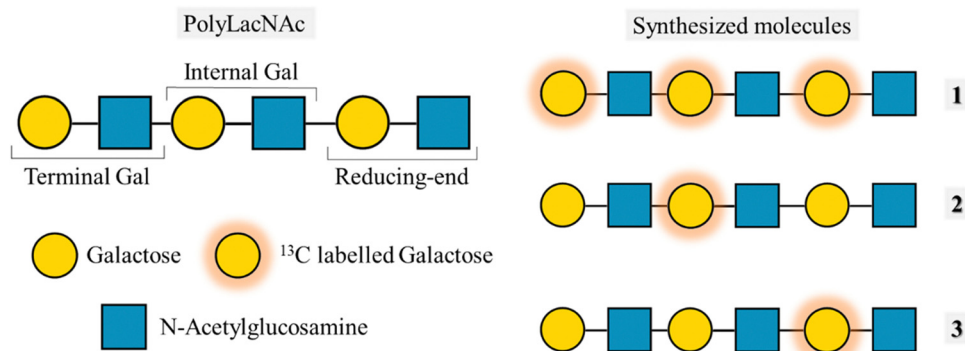 PolyLacNAc
Internal Gal
Terminal Gal
Reducing-end
Galactose
¹³C labelled Galactose
N-Acetylglucosamine
Synthesized molecules
1
2
3